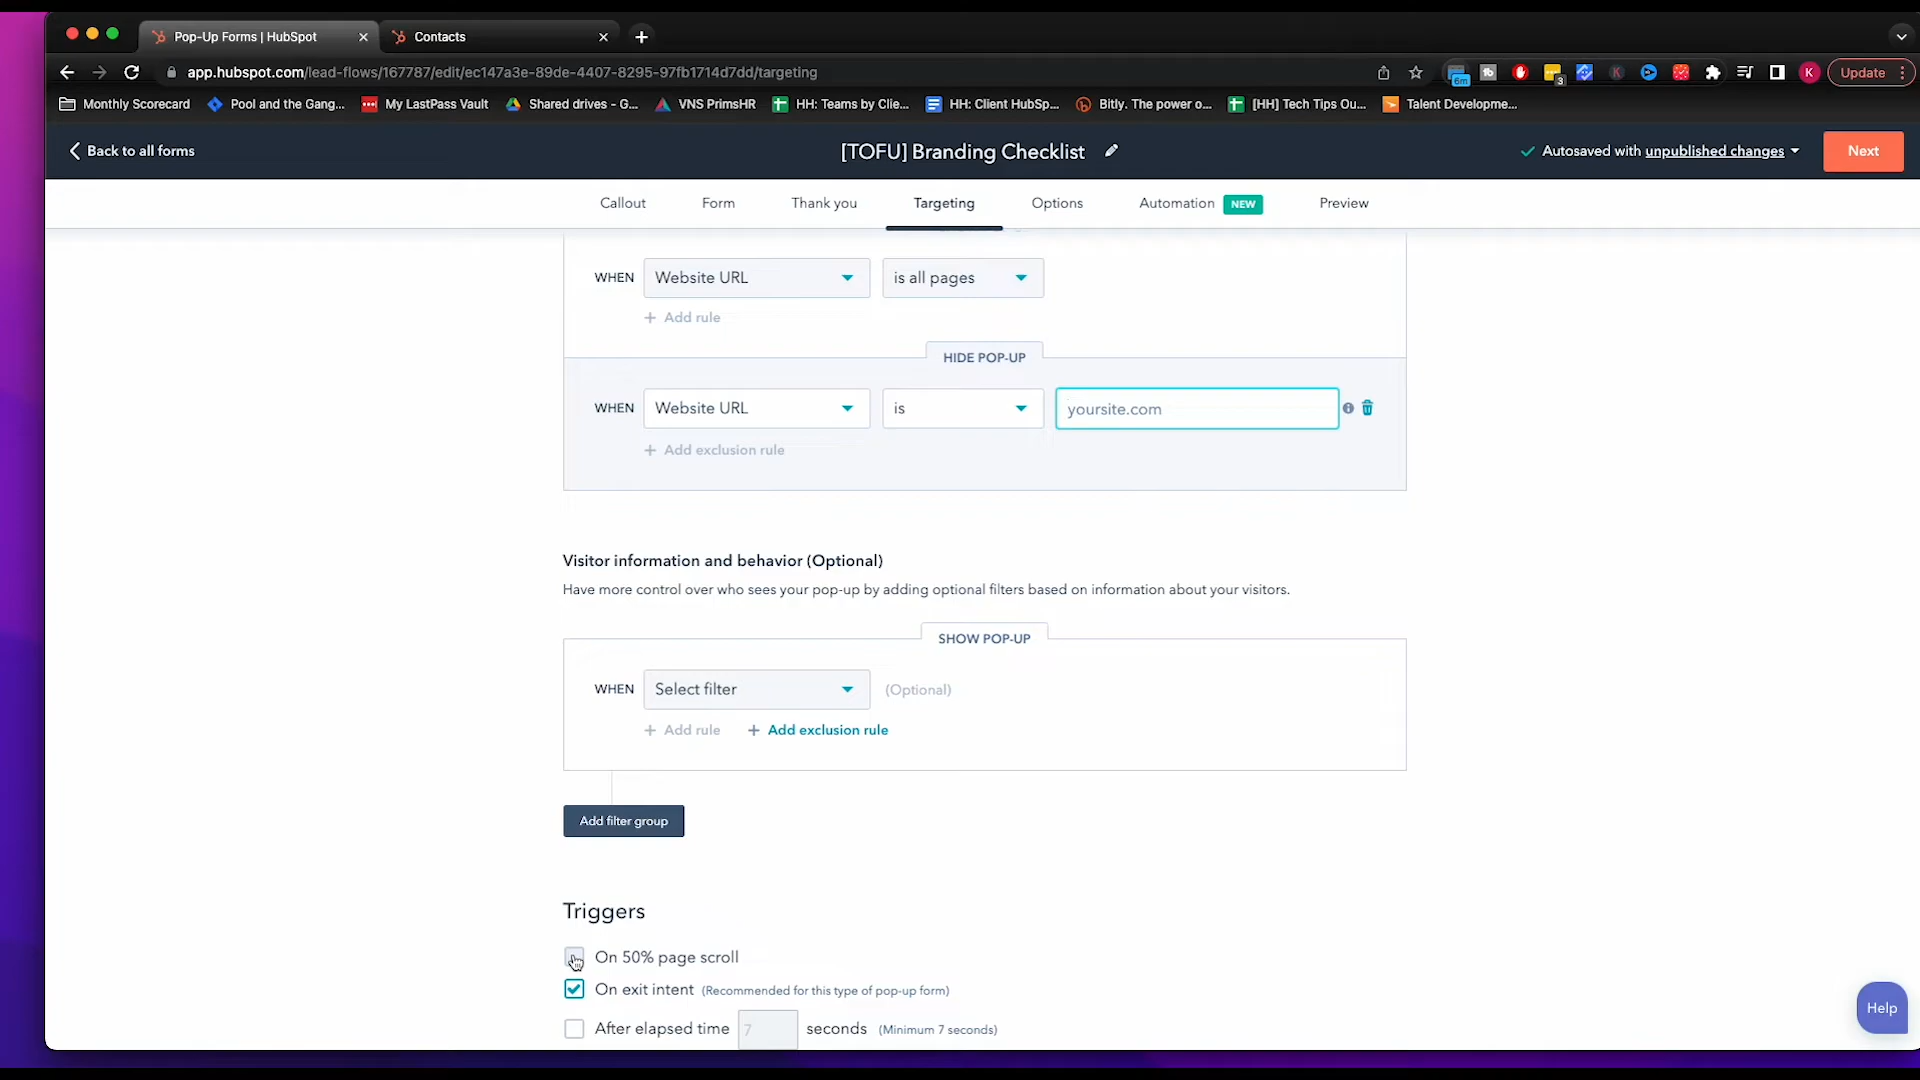 Pop-Up Forms | HubSpot
Contacts
app.hubspot.com/lead-flows/167787/edit/ec147a3e-89de-4407-8295-97fb1714d7dd/targeting
6m
3
K
K
Update
Monthly Scorecard
Pool and the Gang...
My LastPass Vault
Shared drives - G...
VNS PrimsHR
HH: Teams by Clie...
HH: Client HubSp...
Bitly. The power o...
[HH] Tech Tips Ou...
Talent Developme...
Back to all forms
[TOFU] Branding Checklist
Autosaved with unpublished changes
Next
Callout
Form
Thank you
Targeting
Options
Automation NEW
Preview
WHEN Website URL is all pages
+ Add rule
HIDE POP-UP
WHEN Website URL is yoursite.com
+ Add exclusion rule
Visitor information and behavior (Optional)
Have more control over who sees your pop-up by adding optional filters based on information about your visitors.
SHOW POP-UP
WHEN Select filter (Optional)
+ Add rule + Add exclusion rule
Add filter group
Triggers
On 50% page scroll
On exit intent (Recommended for this type of pop-up form)
After elapsed time 7 seconds (Minimum 7 seconds)
Help